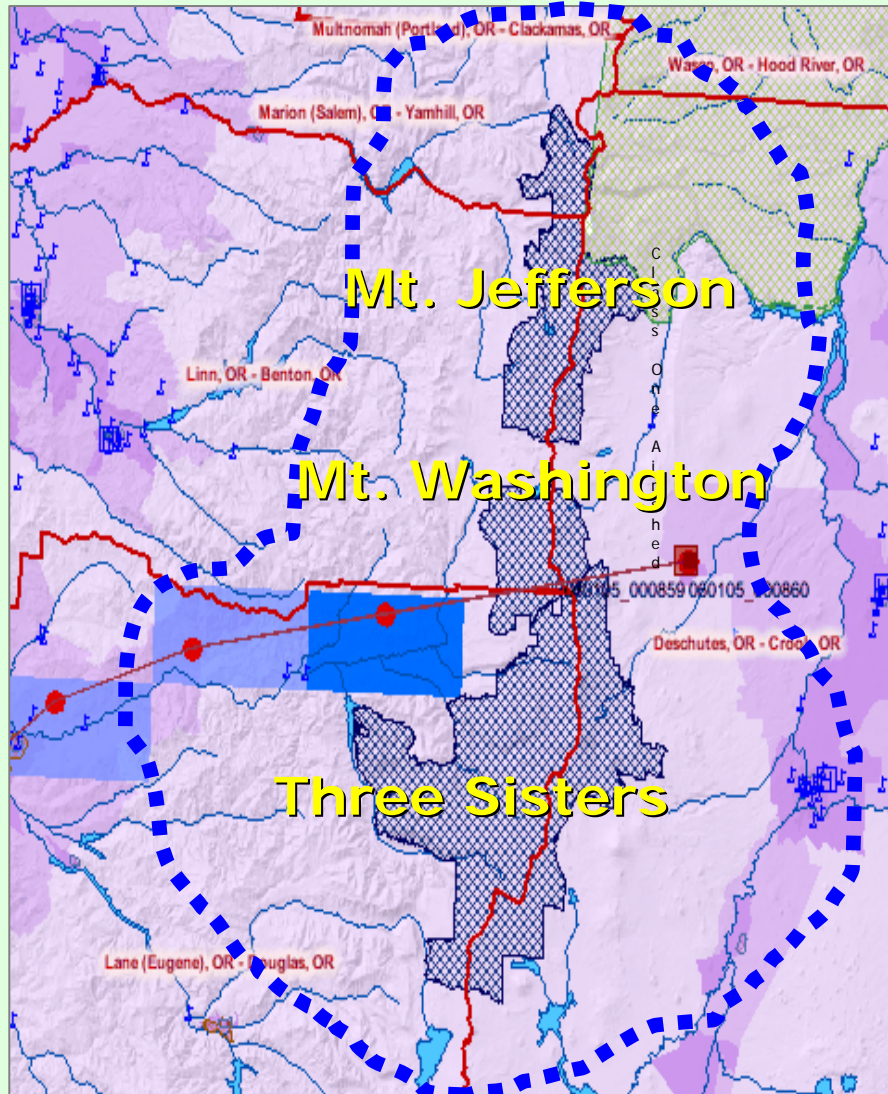 Multnomah (Portland), OR - Clackamas, OR
Wasco, OR - Hood River, OR
Marion (Salem), OR - Yamhill, OR
Mt. Jefferson
Class One Airshed
Linn, OR - Benton, OR
Mt. Washington
060105_000859 060105_000860
Deschutes, OR - Crook, OR
Three Sisters
Lane (Eugene), OR - Douglas, OR